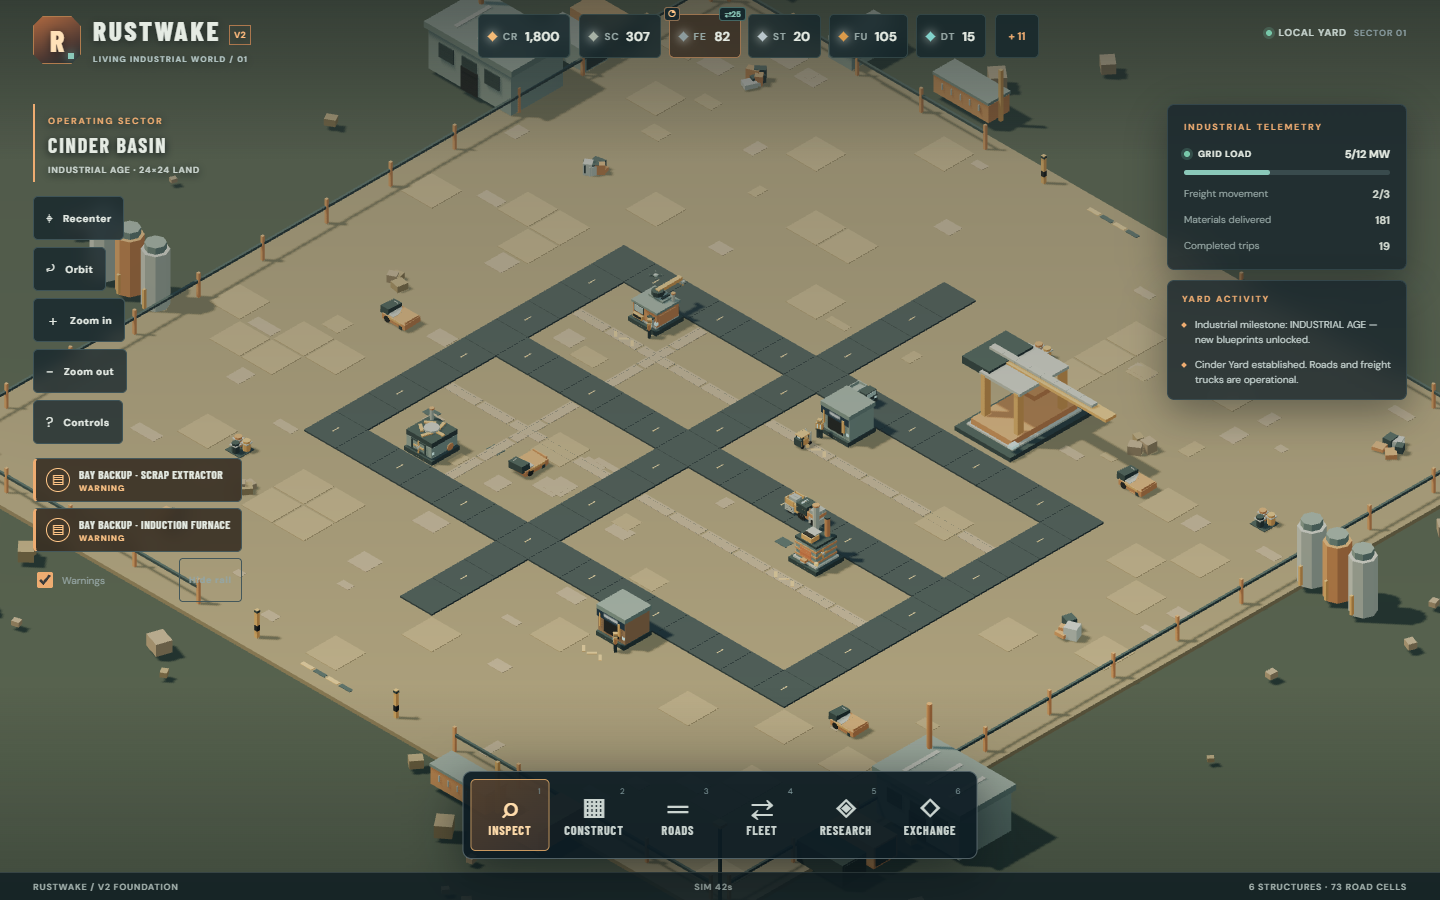 R
RUSTWAKE V2
LIVING INDUSTRIAL WORLD / 01
CR 1,800
SC 307
FE 82
⇄25
ST 20
FU 105
DT 15
+11
LOCAL YARD SECTOR 01
OPERATING SECTOR
CINDER BASIN
INDUSTRIAL AGE · 24×24 LAND
Recenter
Orbit
+ Zoom in
− Zoom out
? Controls
BAY BACKUP · SCRAP EXTRACTOR
WARNING
BAY BACKUP · INDUCTION FURNACE
WARNING
Warnings
INDUSTRIAL TELEMETRY
GRID LOAD 5/12 MW
Freight movement 2/3
Materials delivered 181
Completed trips 19
YARD ACTIVITY
Industrial milestone: INDUSTRIAL AGE —
new blueprints unlocked.
Cinder Yard established. Roads and freight
trucks are operational.
1
INSPECT
2
CONSTRUCT
3
ROADS
4
FLEET
5
RESEARCH
6
EXCHANGE
RUSTWAKE / V2 FOUNDATION
SIM 42s
6 STRUCTURES · 73 ROAD CELLS